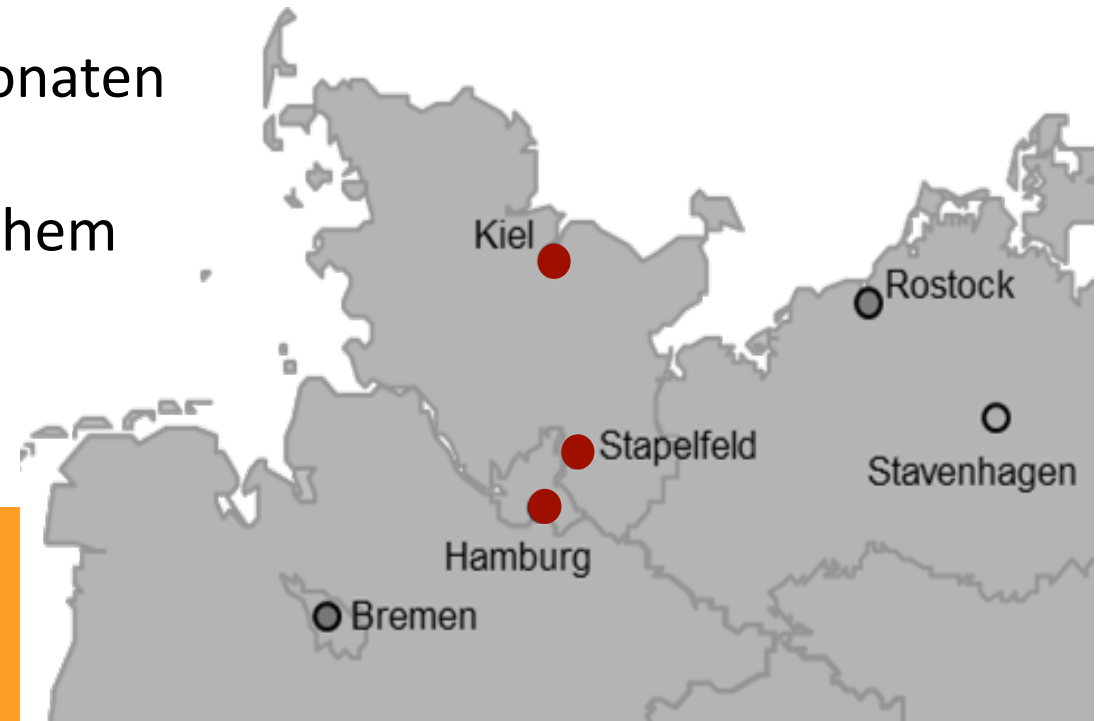 onaten
hem
Kiel
Rostock
Stapelfeld
Stavenhagen
Hamburg
Bremen